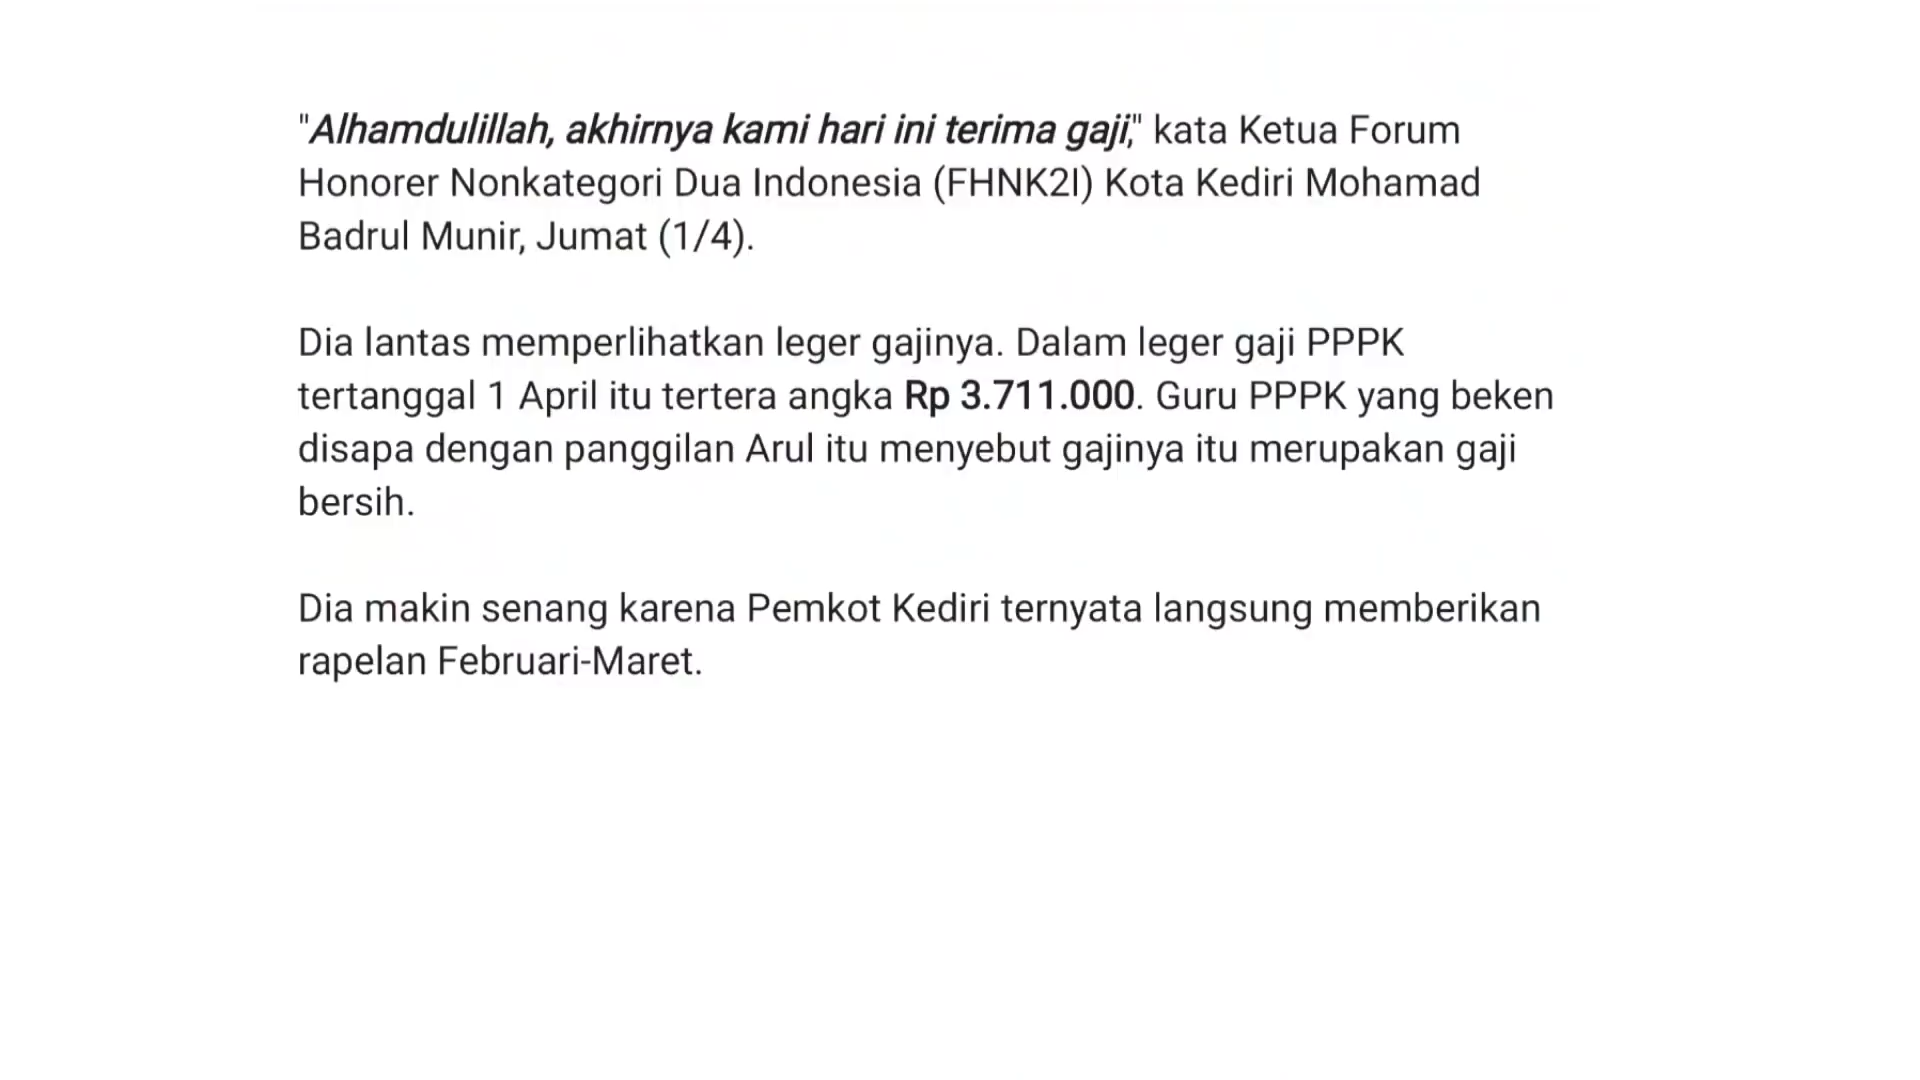 "Alhamdulillah, akhirnya kami hari ini terima gaji," kata Ketua Forum
Honorer Nonkategori Dua Indonesia (FHNK2I) Kota Kediri Mohamad
Badrul Munir, Jumat (1/4).
Dia lantas memperlihatkan leger gajinya. Dalam leger gaji PPPK
tertanggal 1 April itu tertera angka Rp 3.711.000. Guru PPPK yang beken
disapa dengan panggilan Arul itu menyebut gajinya itu merupakan gaji
bersih.
Dia makin senang karena Pemkot Kediri ternyata langsung memberikan
rapelan Februari-Maret.